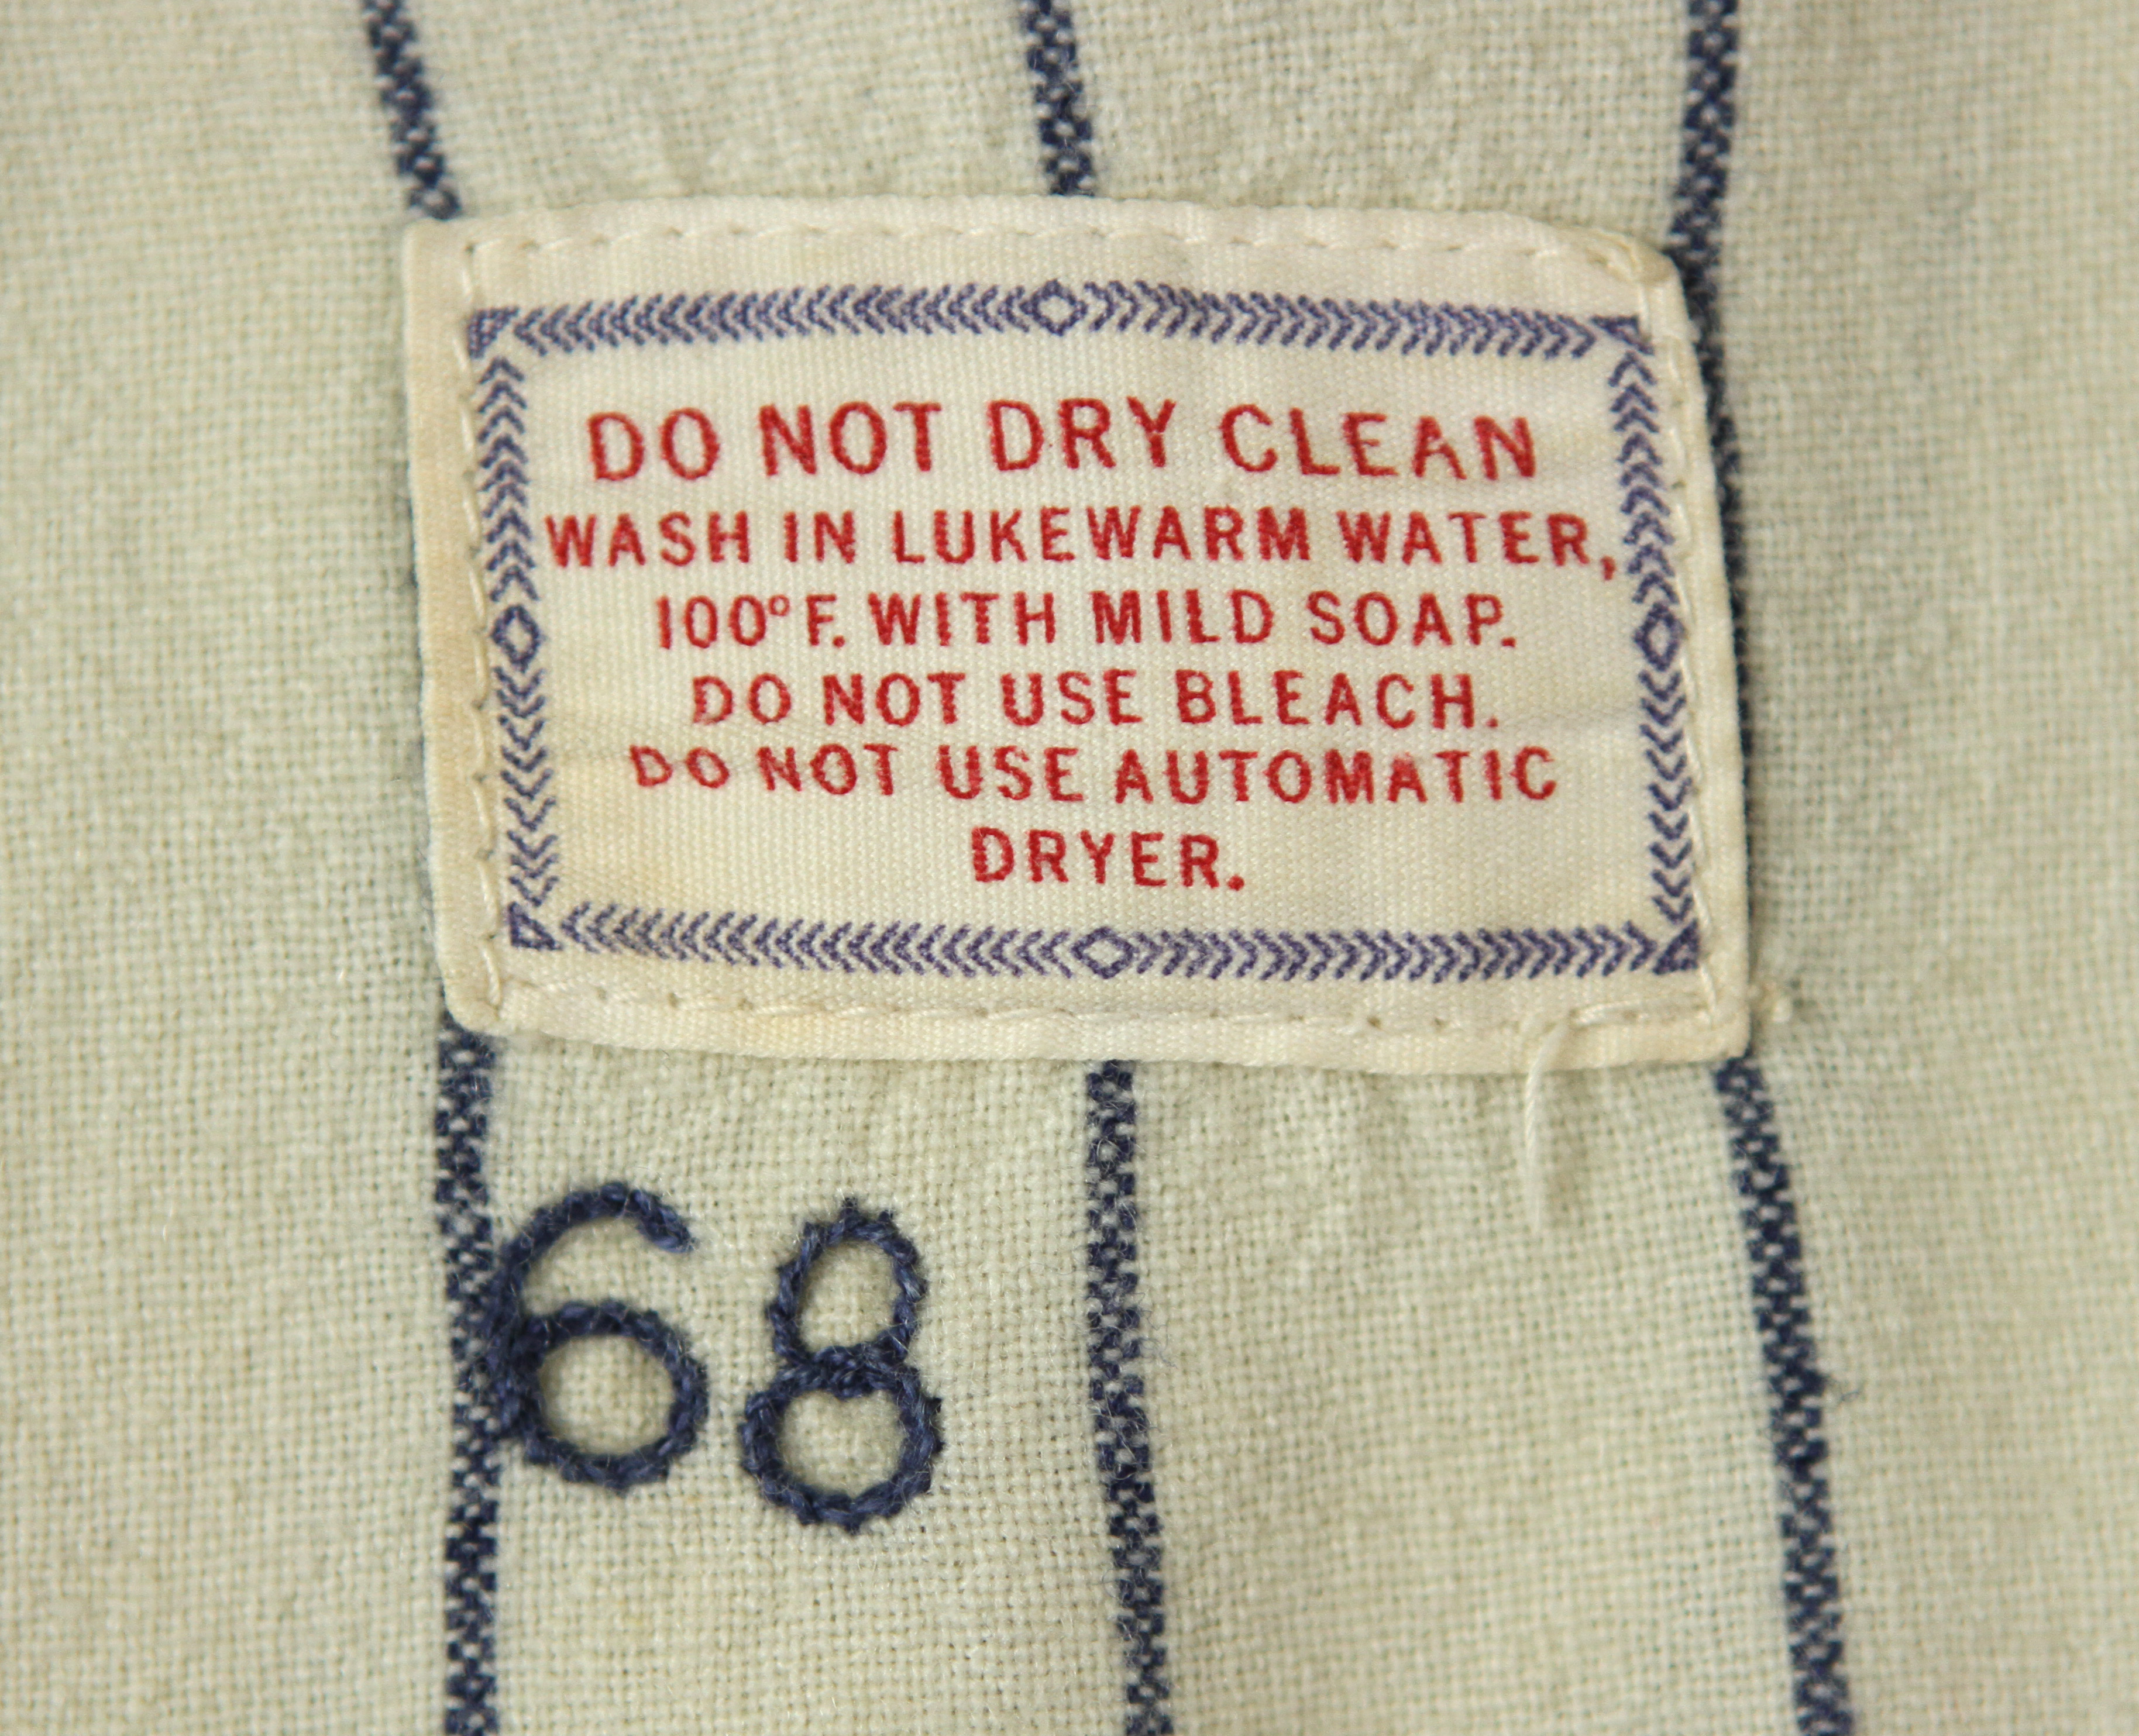 DO NOT DRY CLEAN
WASH IN LUKEWARM WATER,
100°F. WITH MILD SOAP.
DO NOT USE BLEACH.
DO NOT USE AUTOMATIC
DRYER.
68